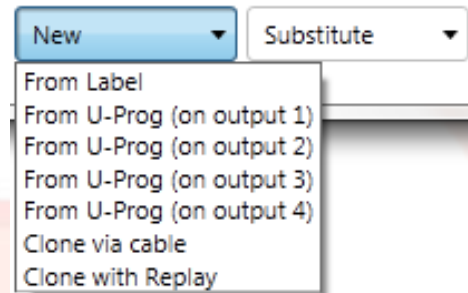 New
Substitute
From Label
From U-Prog (on output 1)
From U-Prog (on output 2)
From U-Prog (on output 3)
From U-Prog (on output 4)
Clone via cable
Clone with Replay